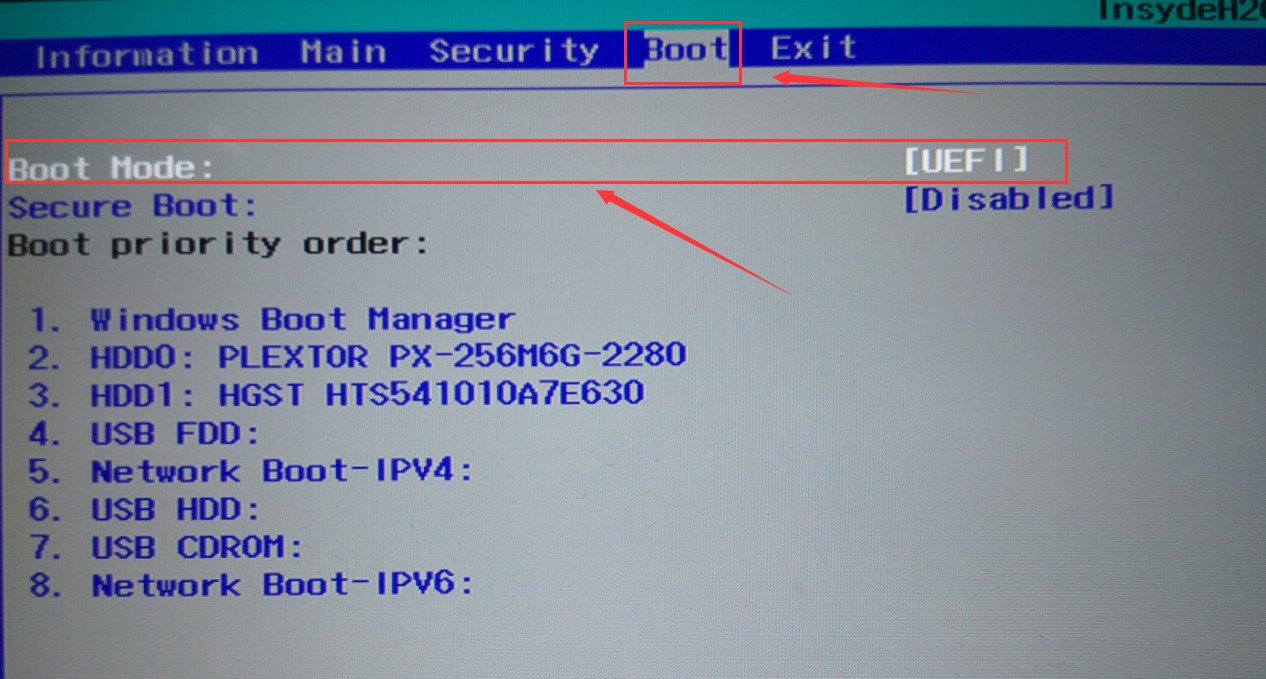 InsydeH2O
Information Main Security Boot Exit
Boot Mode: [UEFI]
Secure Boot: [Disabled]
Boot priority order:
1. Windows Boot Manager
2. HDD0: PLEXTOR PX-256M6G-2280
3. HDD1: HGST HTS541010A7E630
4. USB FDD:
5. Network Boot-IPV4:
6. USB HDD:
7. USB CDROM:
8. Network Boot-IPV6: